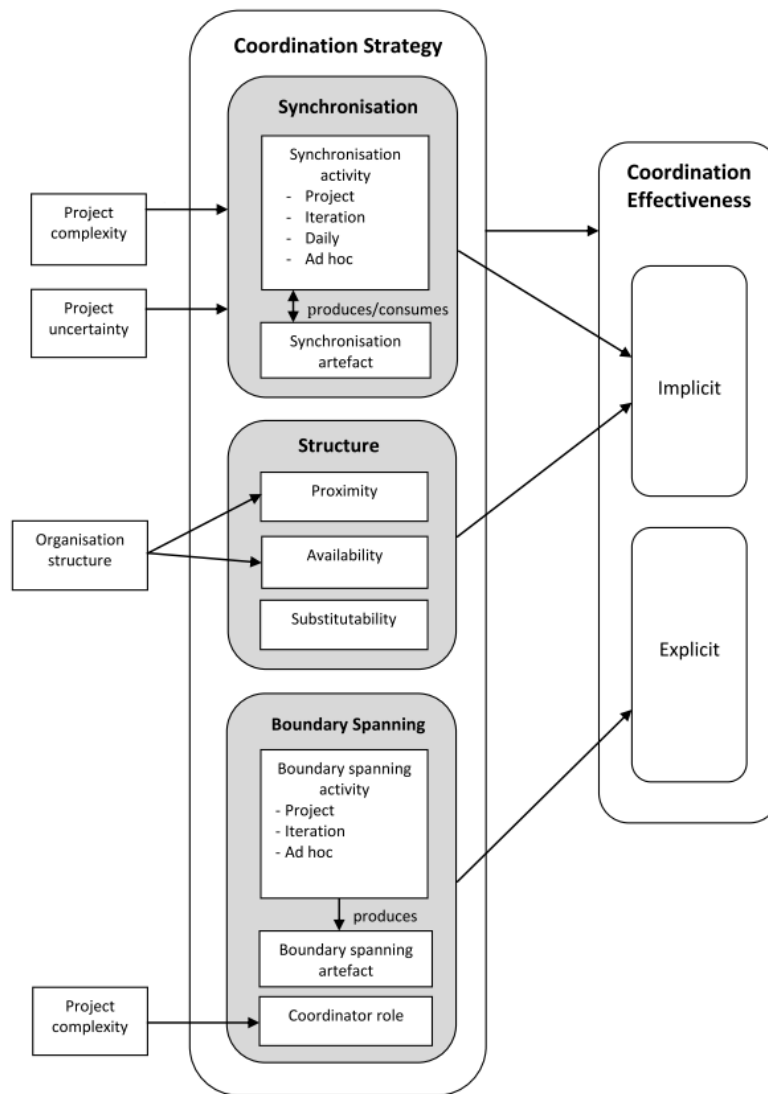 Coordination Strategy
Synchronisation
Synchronisation
activity
- Project
- Iteration
- Daily
- Ad hoc
produces/consumes
Synchronisation
artefact
Project
complexity
Project
uncertainty
Structure
Proximity
Availability
Substitutability
Organisation
structure
Boundary Spanning
Boundary spanning
activity
- Project
- Iteration
- Ad hoc
produces
Boundary spanning
artefact
Coordinator role
Project
complexity
Coordination
Effectiveness
Implicit
Explicit